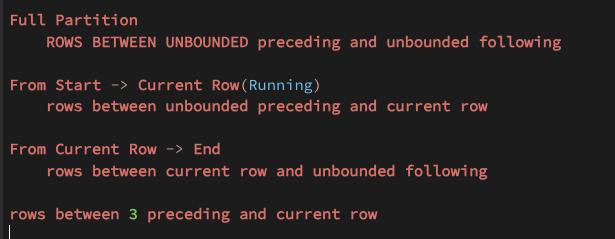 Full Partition
ROWS BETWEEN UNBOUNDED preceding and unbounded following
From Start -> Current Row(Running)
rows between unbounded preceding and current row
From Current Row -> End
rows between current row and unbounded following
rows between 3 preceding and current row